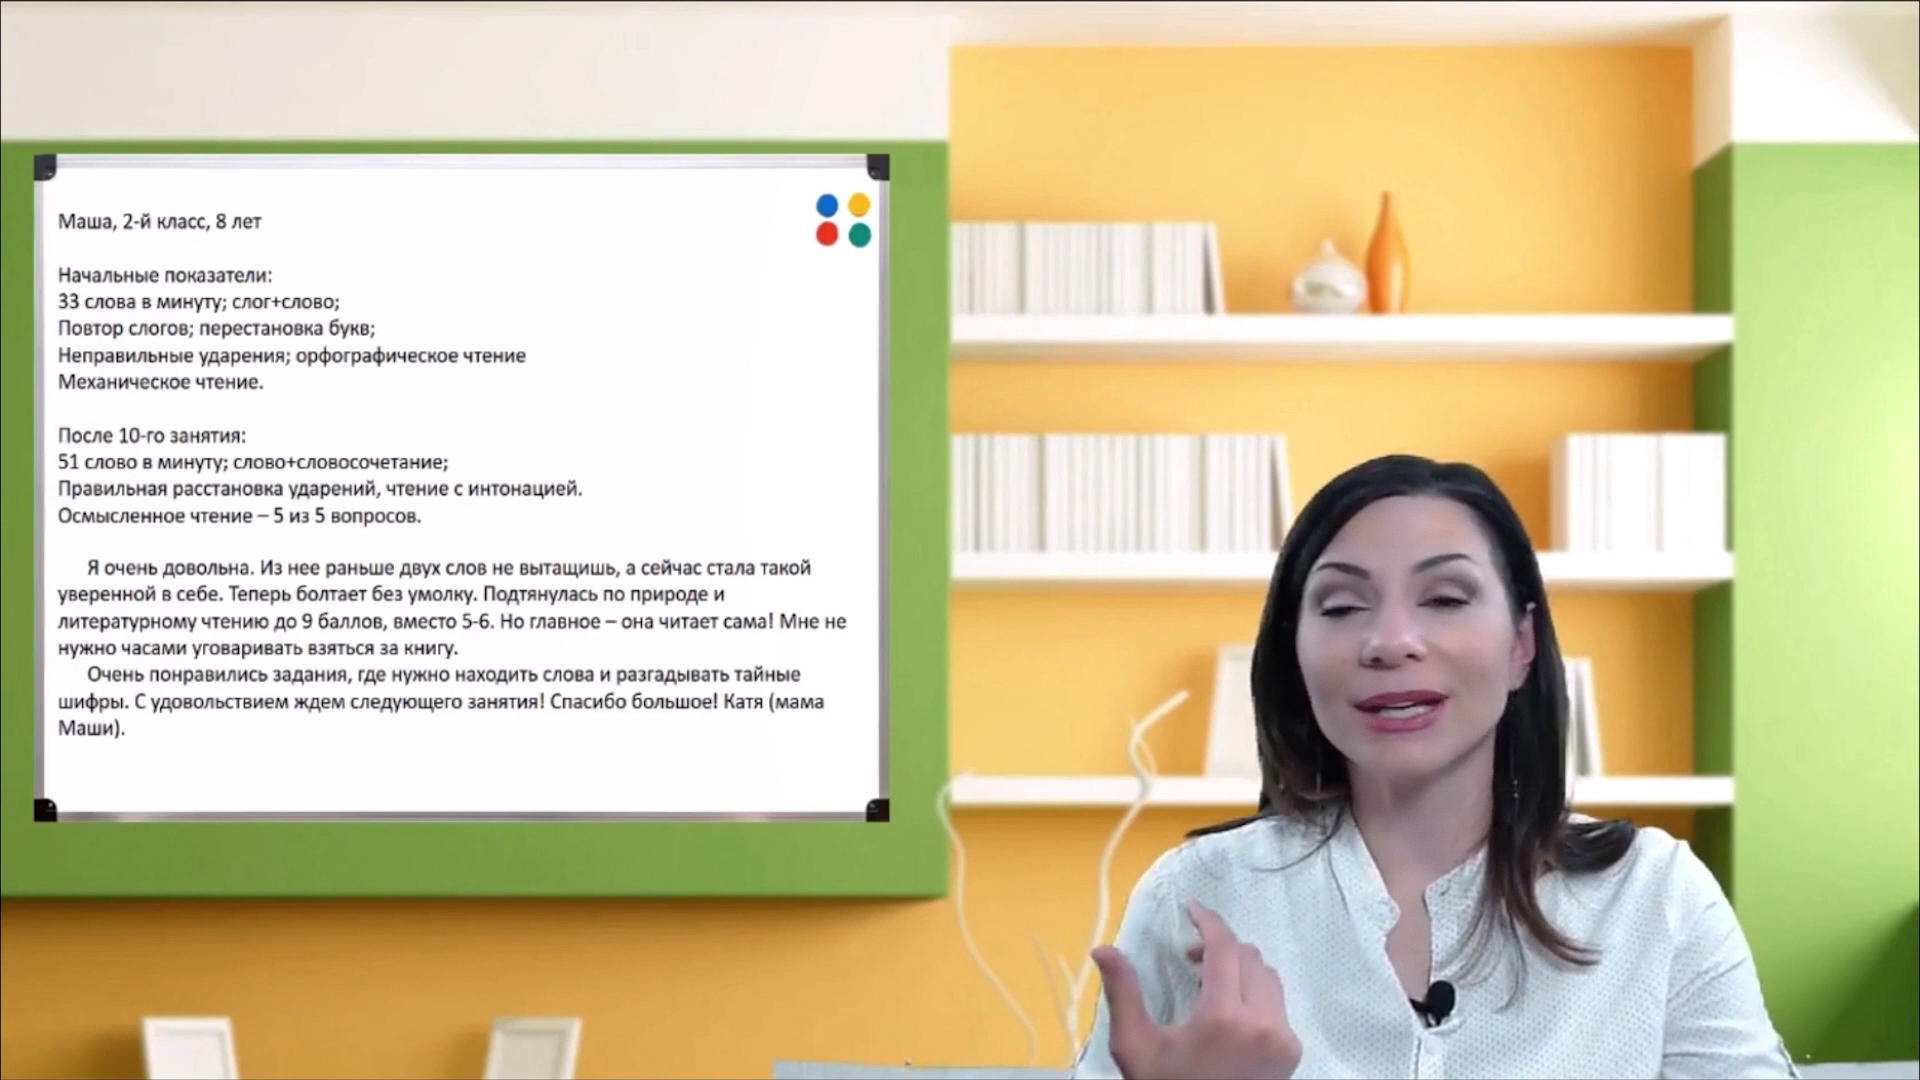 Маша, 2-й класс, 8 лет
Начальные показатели:
33 слова в минуту; слог+слово;
Повтор слогов; перестановка букв;
Неправильные ударения; орфографическое чтение
Механическое чтение.
После 10-го занятия:
51 слово в минуту; слово+словосочетание;
Правильная расстановка ударений, чтение с интонацией.
Осмысленное чтение – 5 из 5 вопросов.
Я очень довольна. Из нее раньше двух слов не вытащишь, а сейчас стала такой
уверенной в себе. Теперь болтает без умолку. Подтянулась по природе и
литературному чтению до 9 баллов, вместо 5-6. Но главное – она читает сама! Мне не
нужно часами уговаривать взяться за книгу.
Очень понравились задания, где нужно находить слова и разгадывать тайные
шифры. С удовольствием ждем следующего занятия! Спасибо большое! Катя (мама
Маши).